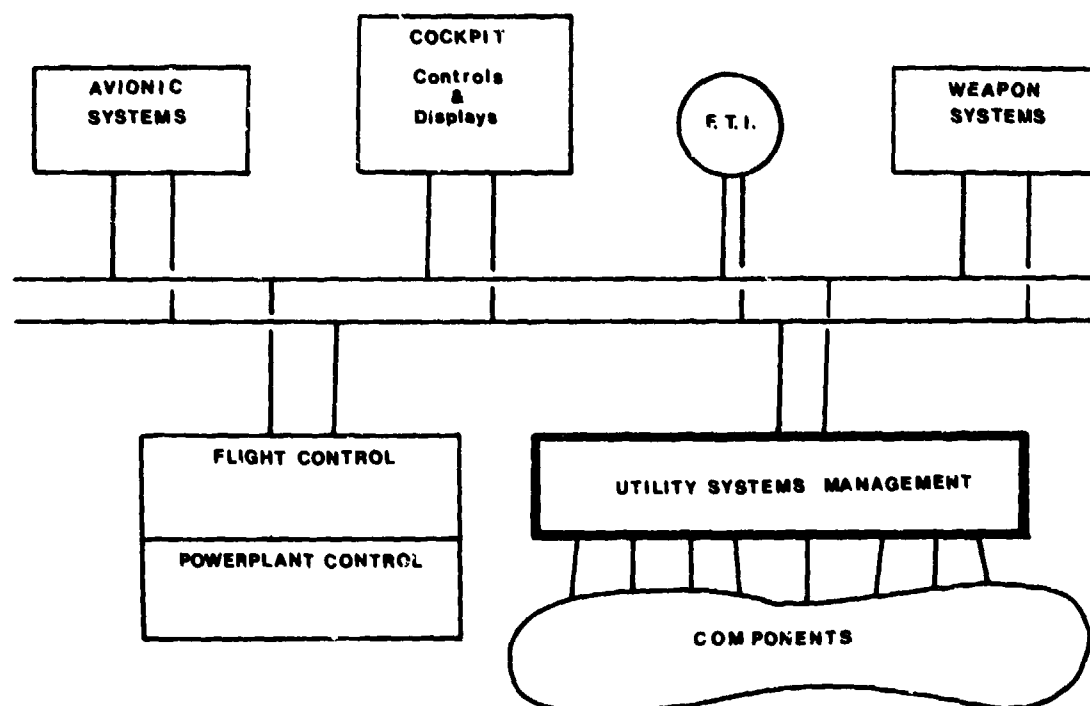 AVIONIC
SYSTEMS
COCKPIT
Controls
&
Displays
F.T.I.
WEAPON
SYSTEMS
FLIGHT CONTROL
POWERPLANT CONTROL
UTILITY SYSTEMS MANAGEMENT
COMPONENTS